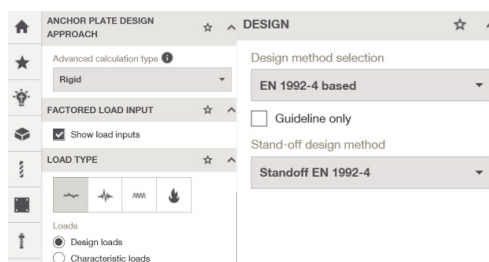 ANCHOR PLATE DESIGN
APPROACH
Advanced calculation type
Rigid
FACTORED LOAD INPUT
Show load inputs
LOAD TYPE
Loads
Design loads
Characteristic loads
DESIGN
Design method selection
EN 1992-4 based
Guideline only
Stand-off design method
Standoff EN 1992-4